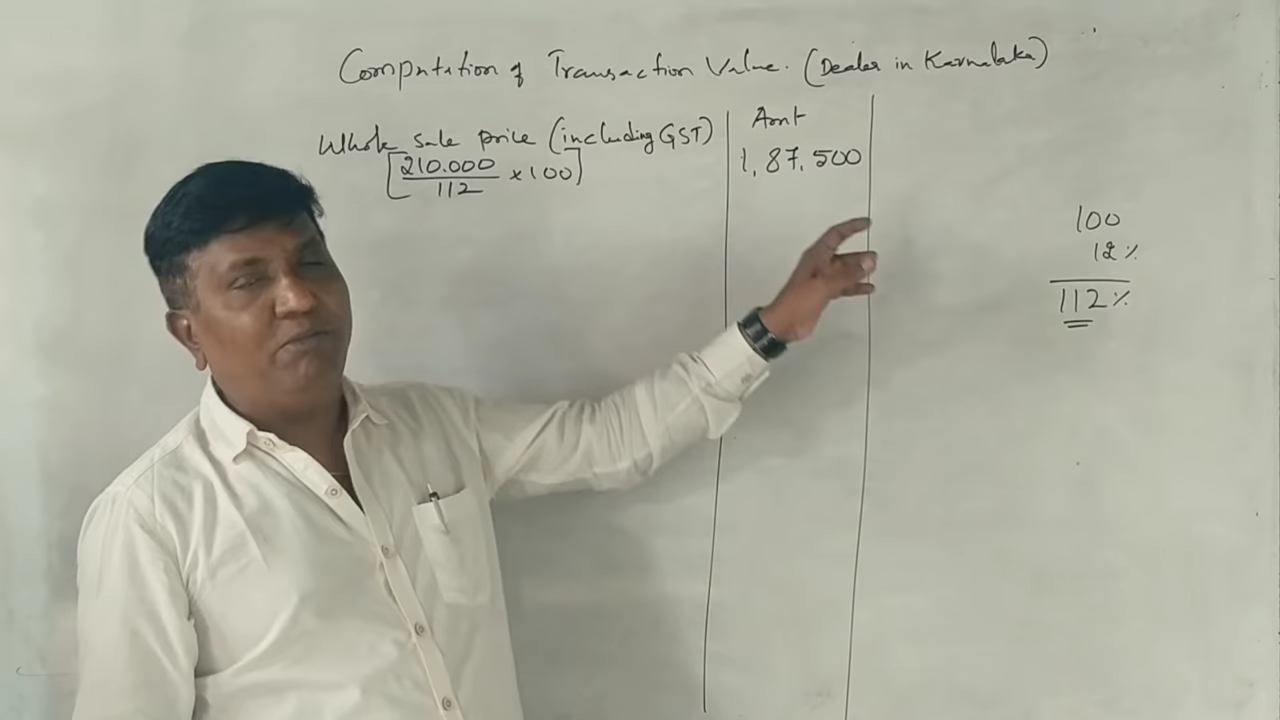 Computation of Transaction Value. (Dealer in Karnataka)
Amt
Whole sale price (including GST)
[210.000/112 × 100]
1,87,500
100
12%
112%